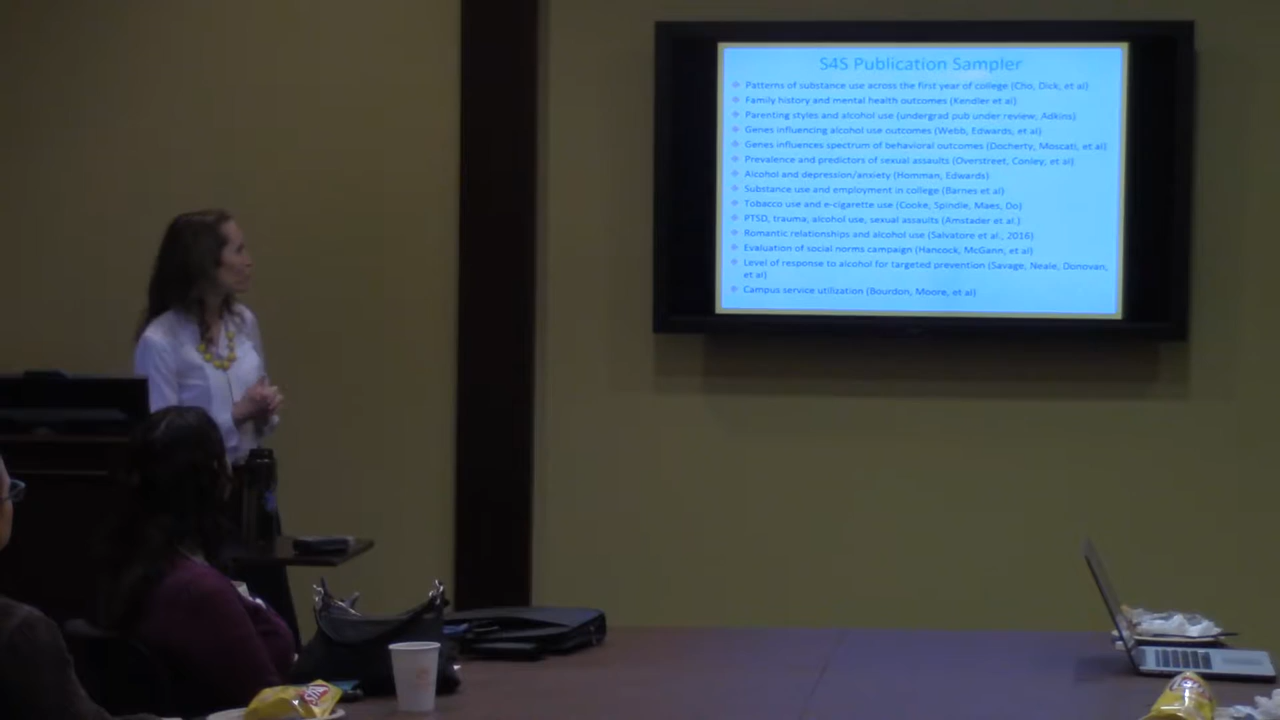 S4S Publication Sampler
Patterns of substance use across the first year of college (Cho, Dick, et al)
Family history and mental health outcomes (Kendler et al)
Parenting styles and alcohol use (undergrad pub under review; Adkins)
Genes influencing alcohol use outcomes (Webb, Edwards, et al)
Genes influences spectrum of behavioral outcomes (Docherty, Moscati, et al)
Prevalence and predictors of sexual assaults (Overstreet, Conley, et al)
Alcohol and depression/anxiety (Homman, Edwards)
Substance use and employment in college (Barnes et al)
Tobacco use and e-cigarette use (Cooke, Spindle, Maes, Do)
PTSD, trauma, alcohol use, sexual assaults (Amstader et al.)
Romantic relationships and alcohol use (Salvatore et al., 2016)
Evaluation of social norms campaign (Hancock, McGann, et al)
Level of response to alcohol for targeted prevention (Savage, Neale, Donovan,
et al)
Campus service utilization (Bourdon, Moore, et al)